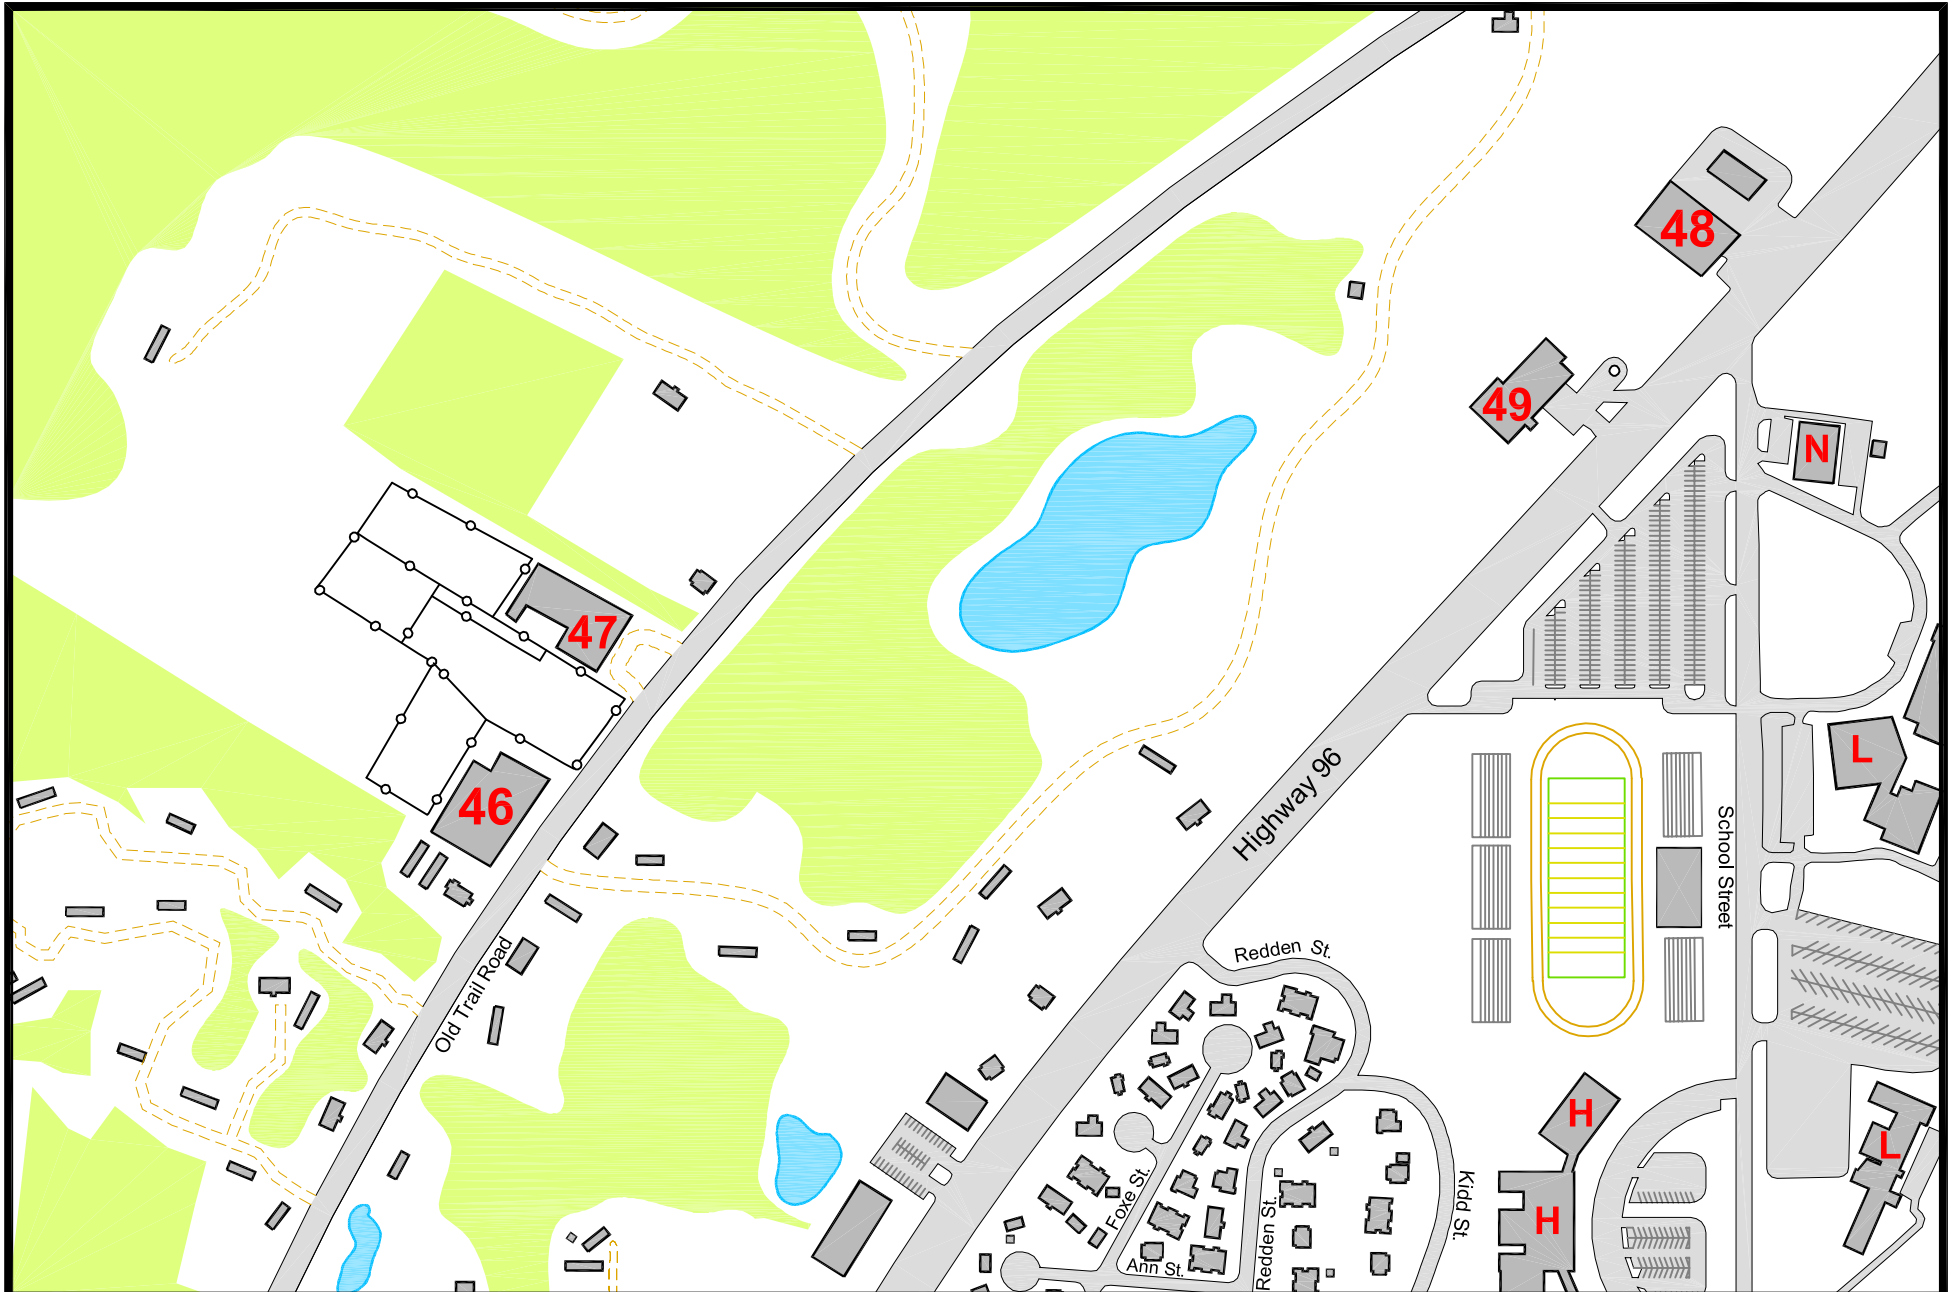 48
49
N
47
L
Highway 96
46
School Street
Redden St.
Old Trail Road
H
L
Foxe St.
Kidd St.
H
Redden St.
Ann St.